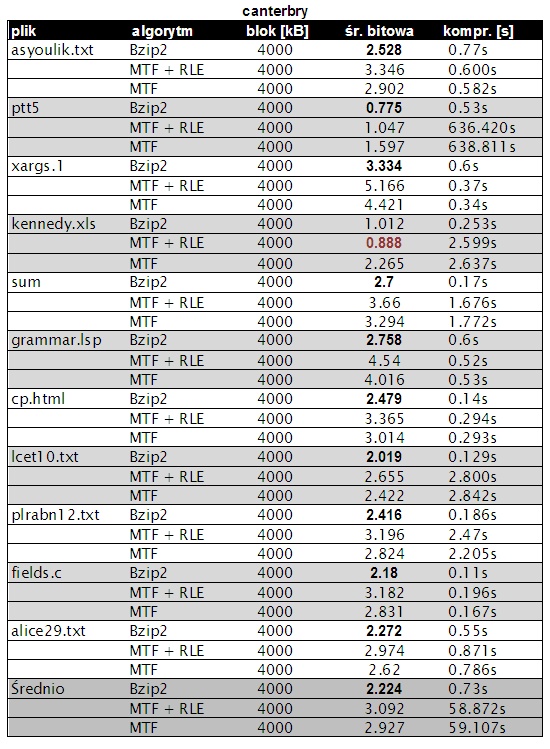 canterbry
plik algorytm blok [kB] śr. bitowa kompr. [s]
asyoulik.txt Bzip2 4000 2.528 0.77s
MTF + RLE 4000 3.346 0.600s
MTF 4000 2.902 0.582s
ptt5 Bzip2 4000 0.775 0.53s
MTF + RLE 4000 1.047 636.420s
MTF 4000 1.597 638.811s
xargs.1 Bzip2 4000 3.334 0.6s
MTF + RLE 4000 5.166 0.37s
MTF 4000 4.421 0.34s
kennedy.xls Bzip2 4000 1.012 0.253s
MTF + RLE 4000 0.888 2.599s
MTF 4000 2.265 2.637s
sum Bzip2 4000 2.7 0.17s
MTF + RLE 4000 3.66 1.676s
MTF 4000 3.294 1.772s
grammar.lsp Bzip2 4000 2.758 0.6s
MTF + RLE 4000 4.54 0.52s
MTF 4000 4.016 0.53s
cp.html Bzip2 4000 2.479 0.14s
MTF + RLE 4000 3.365 0.294s
MTF 4000 3.014 0.293s
lcet10.txt Bzip2 4000 2.019 0.129s
MTF + RLE 4000 2.655 2.800s
MTF 4000 2.422 2.842s
plrabn12.txt Bzip2 4000 2.416 0.186s
MTF + RLE 4000 3.196 2.47s
MTF 4000 2.824 2.205s
fields.c Bzip2 4000 2.18 0.11s
MTF + RLE 4000 3.182 0.196s
MTF 4000 2.831 0.167s
alice29.txt Bzip2 4000 2.272 0.55s
MTF + RLE 4000 2.974 0.871s
MTF 4000 2.62 0.786s
Średnio Bzip2 4000 2.224 0.73s
MTF + RLE 4000 3.092 58.872s
MTF 4000 2.927 59.107s